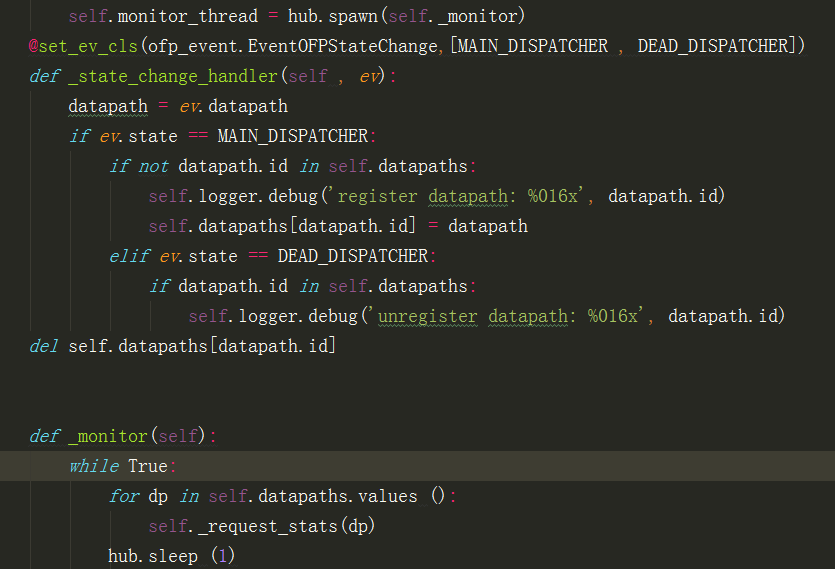 self.monitor_thread = hub.spawn(self._monitor)
@set_ev_cls(ofp_event.EventOFPStateChange,[MAIN_DISPATCHER , DEAD_DISPATCHER])
def _state_change_handler(self , ev):
datapath = ev.datapath
if ev.state == MAIN_DISPATCHER:
if not datapath.id in self.datapaths:
self.logger.debug('register datapath: %016x', datapath.id)
self.datapaths[datapath.id] = datapath
elif ev.state == DEAD_DISPATCHER:
if datapath.id in self.datapaths:
self.logger.debug('unregister datapath: %016x', datapath.id)
del self.datapaths[datapath.id]
def _monitor(self):
while True:
for dp in self.datapaths.values ():
self._request_stats(dp)
hub.sleep (1)